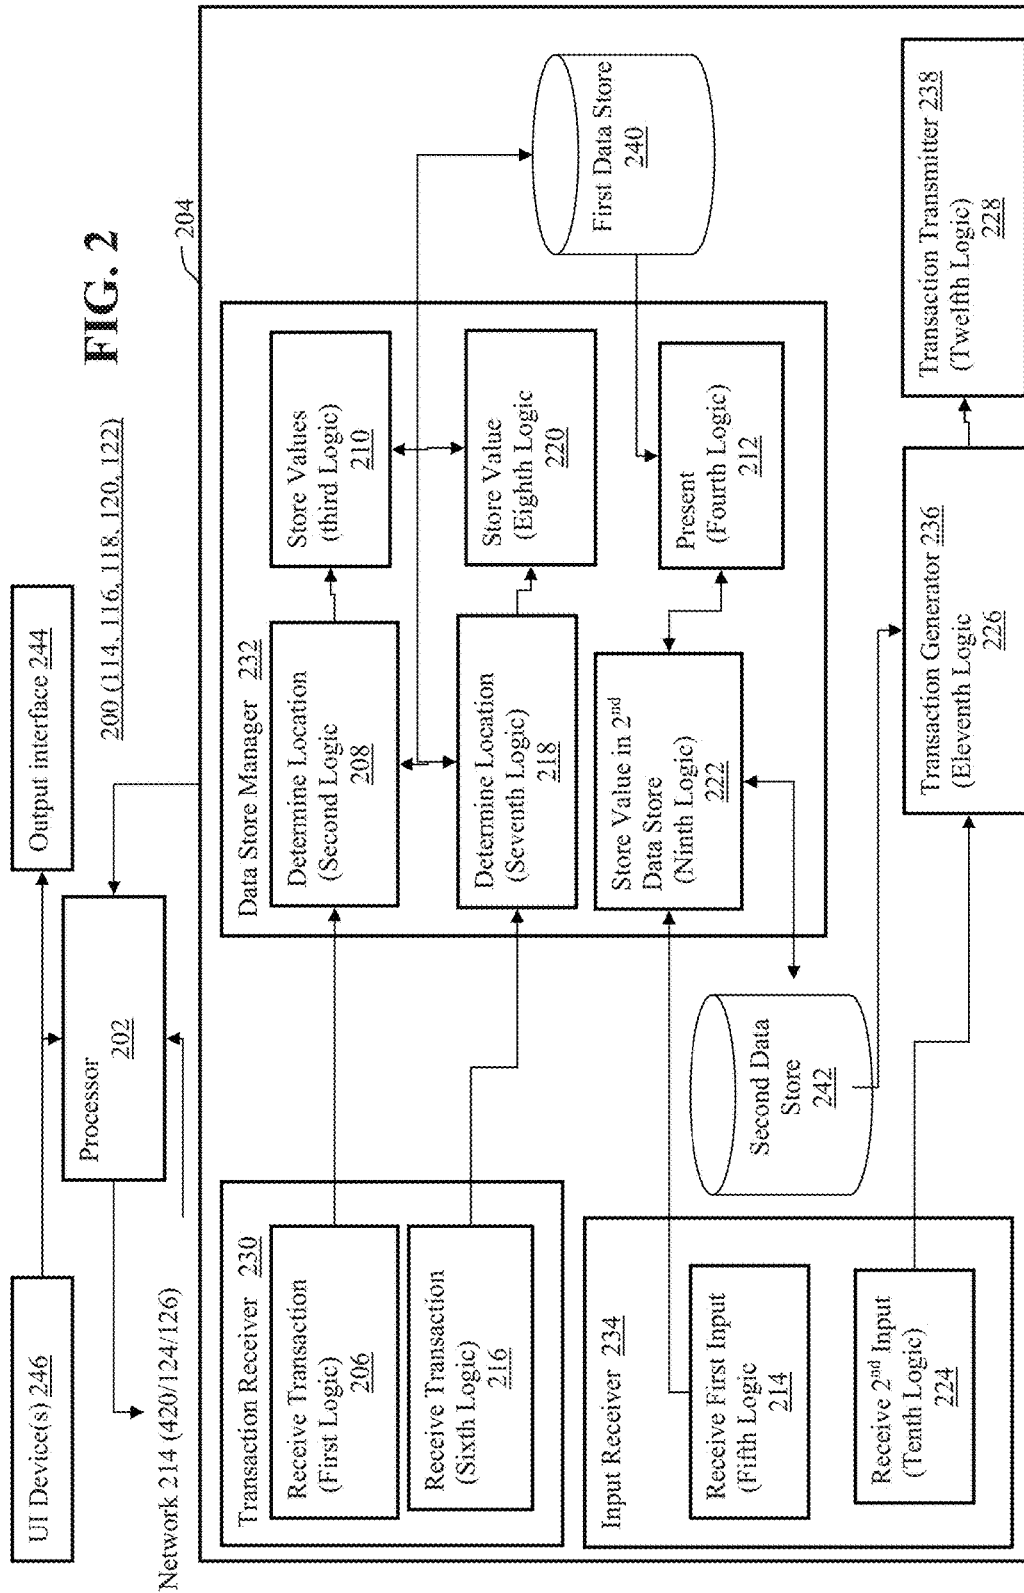 FIG. 2
200 (114, 116, 118, 120, 122)
204
UI Device(s) 246
Output interface 244
Processor
202
Network 214 (420/124/126)
Transaction Receiver 230
Receive Transaction
(First Logic)
206
Receive Transaction
(Sixth Logic)
216
Input Receiver 234
Receive First Input
(Fifth Logic
214
Receive 2nd Input
(Tenth Logic)
224
Data Store Manager 232
Determine Location
(Second Logic
208
Store Values
(third Logic)
210
Determine Location
(Seventh Logic)
218
Store Value
(Eighth Logic
220
Store Value in 2nd
Data Store
(Ninth Logic)
222
Present
(Fourth Logic)
212
First Data Store
240
Second Data
Store
242
Transaction Generator 236
(Eleventh Logic
226
Transaction Transmitter 238
(Twelfth Logic)
228